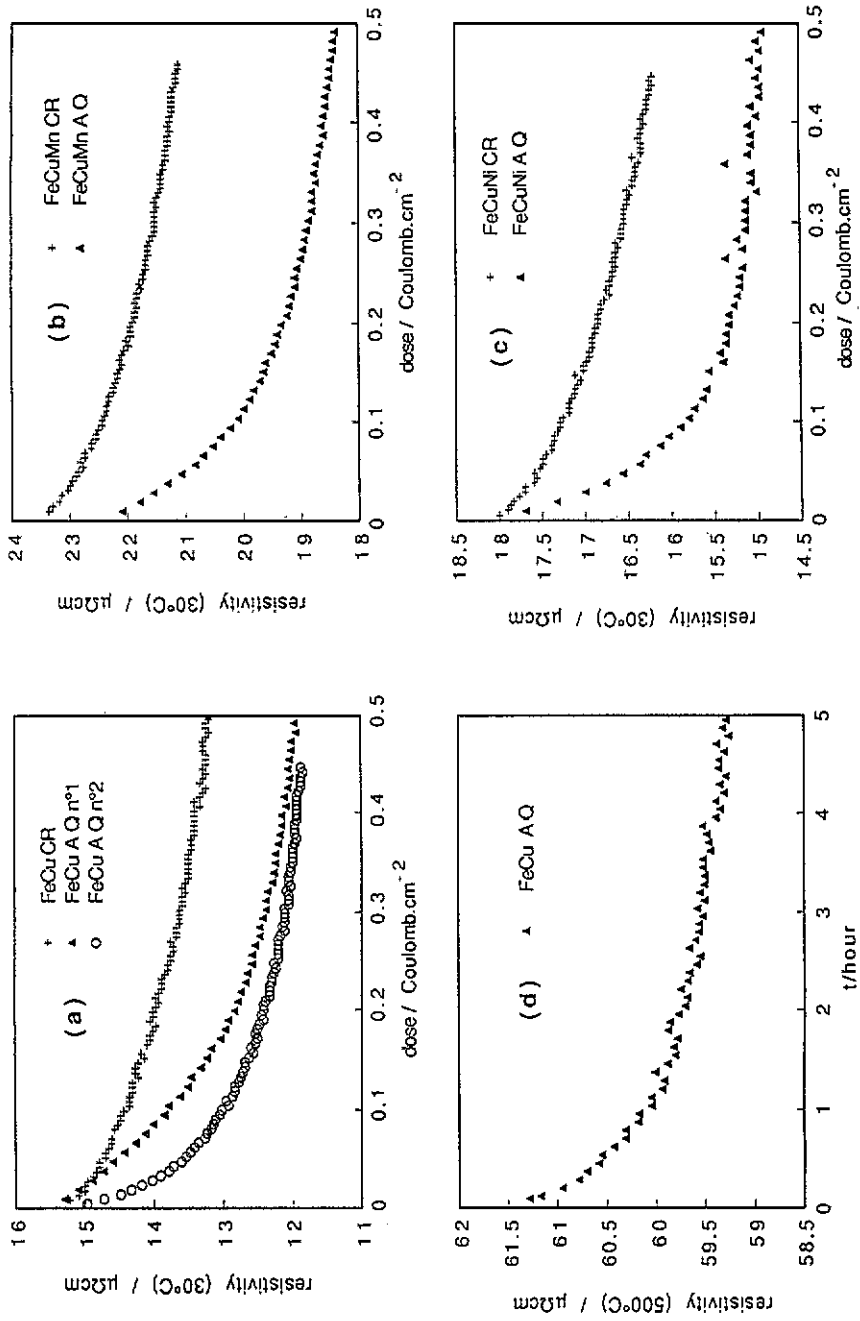 16
15
14
13
12
11
resistivity (30°C) / µΩcm
(a)
+ FeCu CR
▲ FeCu A Q n°1
o FeCu A Q n°2
0 0.1 0.2 0.3 0.4 0.5
dose / Coulomb.cm⁻²
24
23
22
21
20
19
18
resistivity (30°C) / µΩcm
(b)
+ FeCuMn CR
▲ FeCuMn A Q
0 0.1 0.2 0.3 0.4 0.5
dose / Coulomb.cm⁻²
62
61.5
61
60.5
60
59.5
59
58.5
resistivity (500°C) / µΩcm
(d)
▲ FeCu A Q
0 1 2 3 4 5
t/hour
18.5
18
17.5
17
16.5
16
15.5
15
14.5
resistivity (30°C) / µΩcm
(c)
+ FeCuNi CR
▲ FeCuNi A Q
0 0.1 0.2 0.3 0.4 0.5
dose / Coulomb.cm⁻²